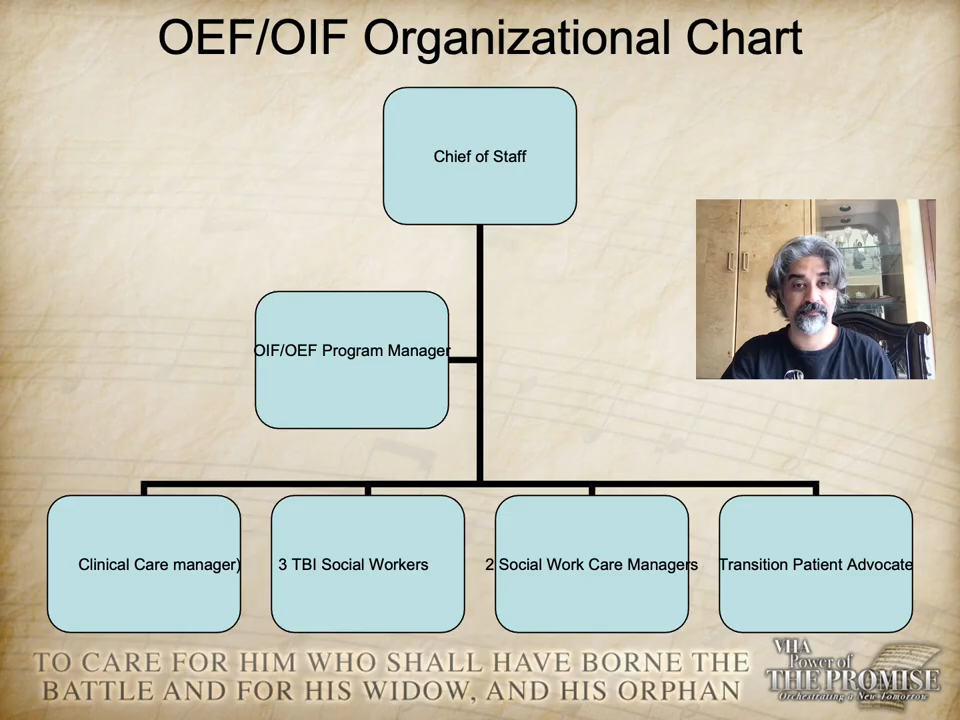 OEF/OIF Organizational Chart
Chief of Staff
OIF/OEF Program Manager
Clinical Care manager)
3 TBI Social Workers
2 Social Work Care Managers
Transition Patient Advocate
TO CARE FOR HIM WHO SHALL HAVE BORNE THE
BATTLE AND FOR HIS WIDOW, AND HIS ORPHAN
VHA
Power of
THE PROMISE
Orchestrating a New Tomorrow